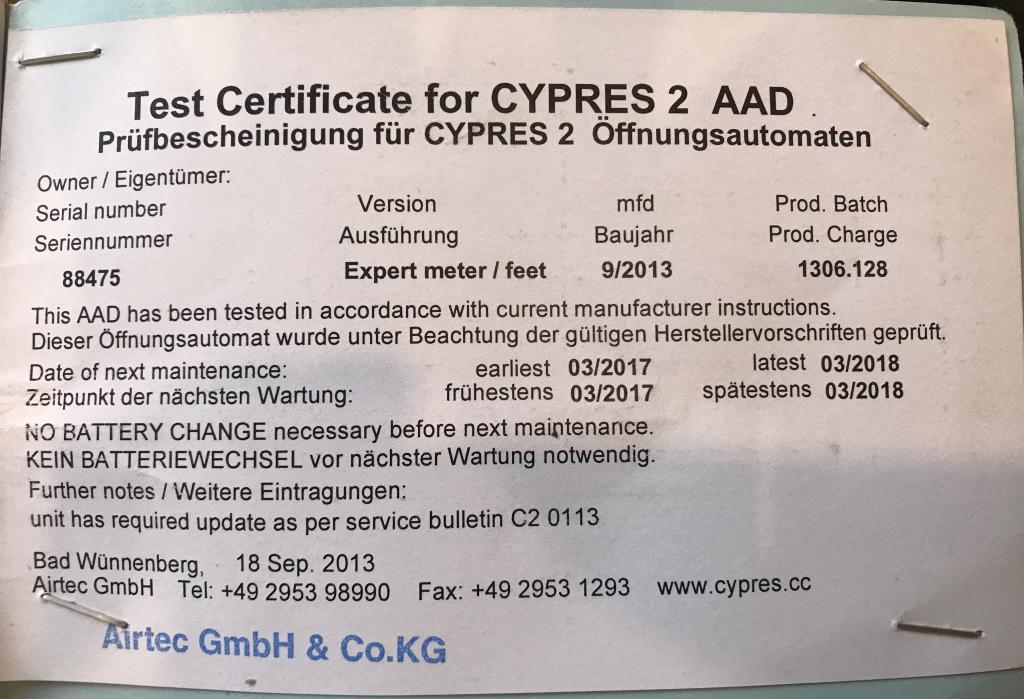 Test Certificate for CYPRES 2 AAD
Prüfbescheinigung für CYPRES 2 Öffnungsautomaten
Owner / Eigentümer:
Serial number Version mfd Prod. Batch
Seriennummer Ausführung Baujahr Prod. Charge
88475 Expert meter / feet 9/2013 1306.128
This AAD has been tested in accordance with current manufacturer instructions.
Dieser Öffnungsautomat wurde unter Beachtung der gültigen Herstellervorschriften geprüft.
Date of next maintenance: earliest 03/2017 latest 03/2018
Zeitpunkt der nächsten Wartung: frühestens 03/2017 spätestens 03/2018
NO BATTERY CHANGE necessary before next maintenance.
KEIN BATTERIEWECHSEL vor nächster Wartung notwendig.
Further notes / Weitere Eintragungen:
unit has required update as per service bulletin C2 0113
Bad Wünnenberg, 18 Sep. 2013
Airtec GmbH Tel: +49 2953 98990 Fax: +49 2953 1293 www.cypres.cc
Airtec GmbH & Co.KG